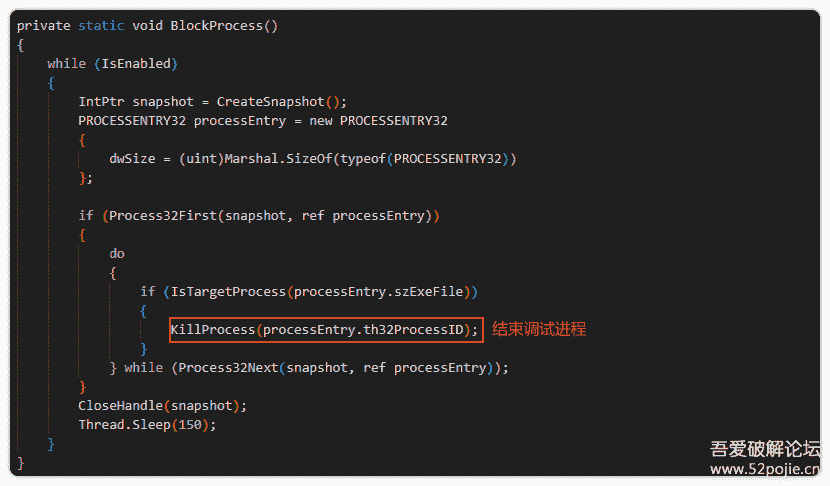 private static void BlockProcess()
{
    while (IsEnabled)
    {
        IntPtr snapshot = CreateSnapshot();
        PROCESSENTRY32 processEntry = new PROCESSENTRY32
        {
            dwSize = (uint)Marshal.SizeOf(typeof(PROCESSENTRY32))
        };

        if (Process32First(snapshot, ref processEntry))
        {
            do
            {
                if (IsTargetProcess(processEntry.szExeFile))
                {
                    KillProcess(processEntry.th32ProcessID); 结束调试进程
                }
            } while (Process32Next(snapshot, ref processEntry));
        }
        CloseHandle(snapshot);
        Thread.Sleep(150);
    }
}
吾爱破解论坛
www.52pojie.cn